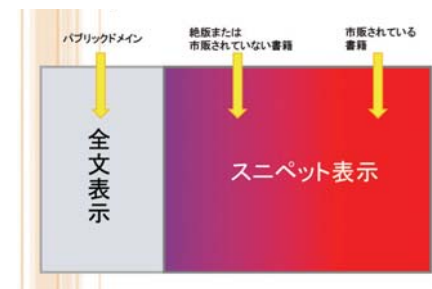 パブリックドメイン
絶版または
市販されていない書籍
市販されている
書籍
全文表示
スニペット表示